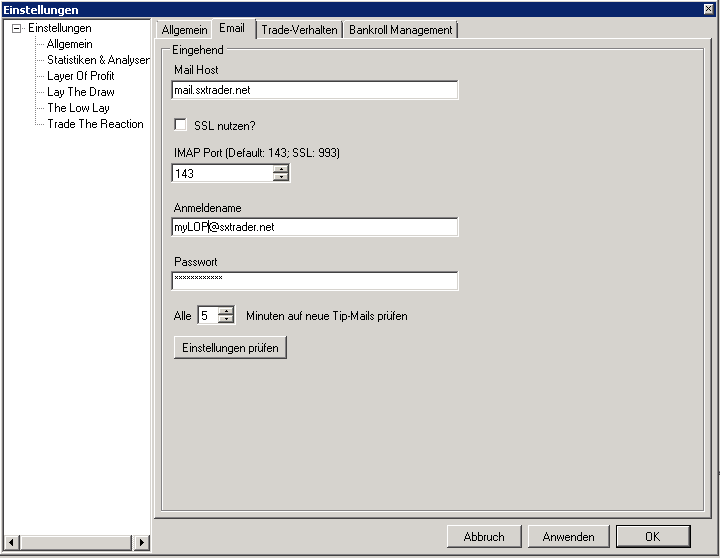 Einstellungen
Einstellungen
Allgemein
Statistiken & Analysen
Layer Of Profit
Lay The Draw
The Low Lay
Trade The Reaction
Allgemein Email Trade-Verhalten Bankroll Management
Eingehend
Mail Host
mail.sxtrader.net
SSL nutzen?
IMAP Port (Default: 143; SSL: 993)
143
Anmeldename
myLOP@sxtrader.net
Passwort
************
Alle 5 Minuten auf neue Tip-Mails prüfen
Einstellungen prüfen
Abbruch Anwenden OK